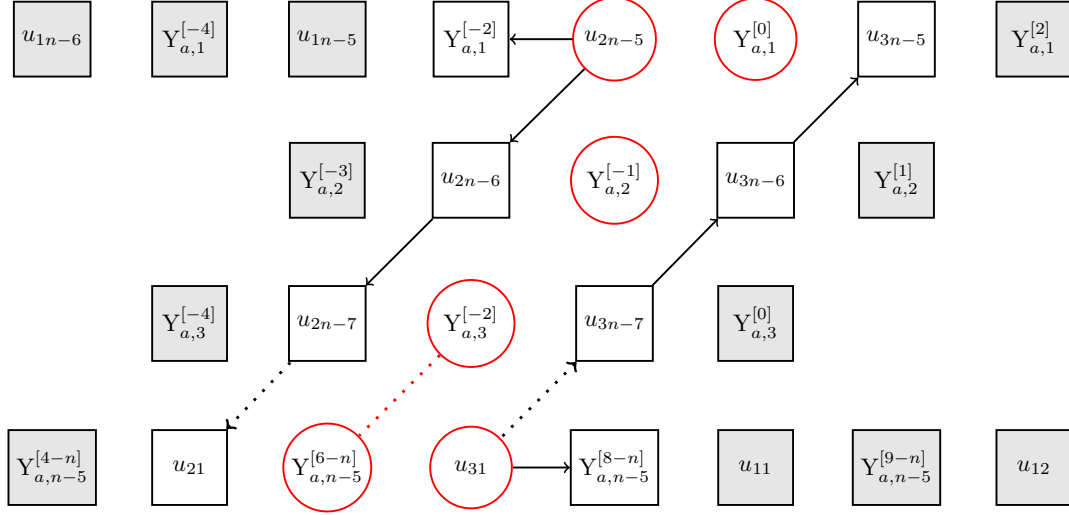 u_{1n−6} Y_{a,1}^{[−4]} u_{1n−5} Y_{a,1}^{[−2]} u_{2n−5} Y_{a,1}^{[0]} u_{3n−5} Y_{a,1}^{[2]}
Y_{a,2}^{[−3]} u_{2n−6} Y_{a,2}^{[−1]} u_{3n−6} Y_{a,2}^{[1]}
Y_{a,3}^{[−4]} u_{2n−7} Y_{a,3}^{[−2]} u_{3n−7} Y_{a,3}^{[0]}
Y_{a,n−5}^{[4−n]} u_{21} Y_{a,n−5}^{[6−n]} u_{31} Y_{a,n−5}^{[8−n]} u_{11} Y_{a,n−5}^{[9−n]} u_{12}